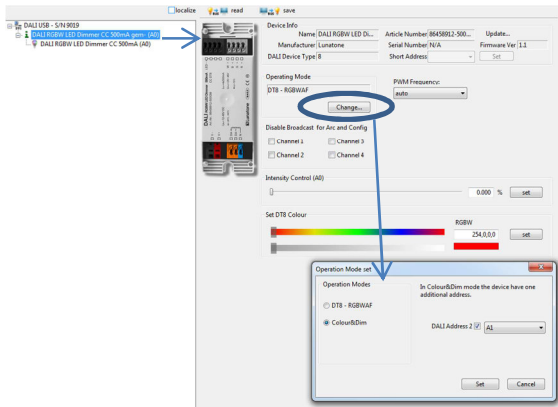 localize
read
save
DALI USB - S/N9019
DALI RGBW LED Dimmer CC 500mA gem- (A0)
DALI RGBW LED Dimmer CC 500mA (A0)
Device Info
Name DALI RGBW LED Di... Article Number 86458912-500... Update...
Manufacturer Lunatone Serial Number N/A Firmware Ver 1.1
DALI Device Type 8 Short Address Set
Operating Mode
DT8 - RGBWAF
Change...
PWM Frequency:
auto
Disable Broadcast for Arc and Config
Channel 1 Channel 3
Channel 2 Channel 4
Intensity Control (A0)
0.000 % set
Set DT8 Colour
RGBW
254,0,0,0 set
Operation Mode set
Operation Modes
DT8 - RGBWAF
Colour&Dim
In Colour&Dim mode the device have one
additional address.
DALI Address 2 A1
Set Cancel